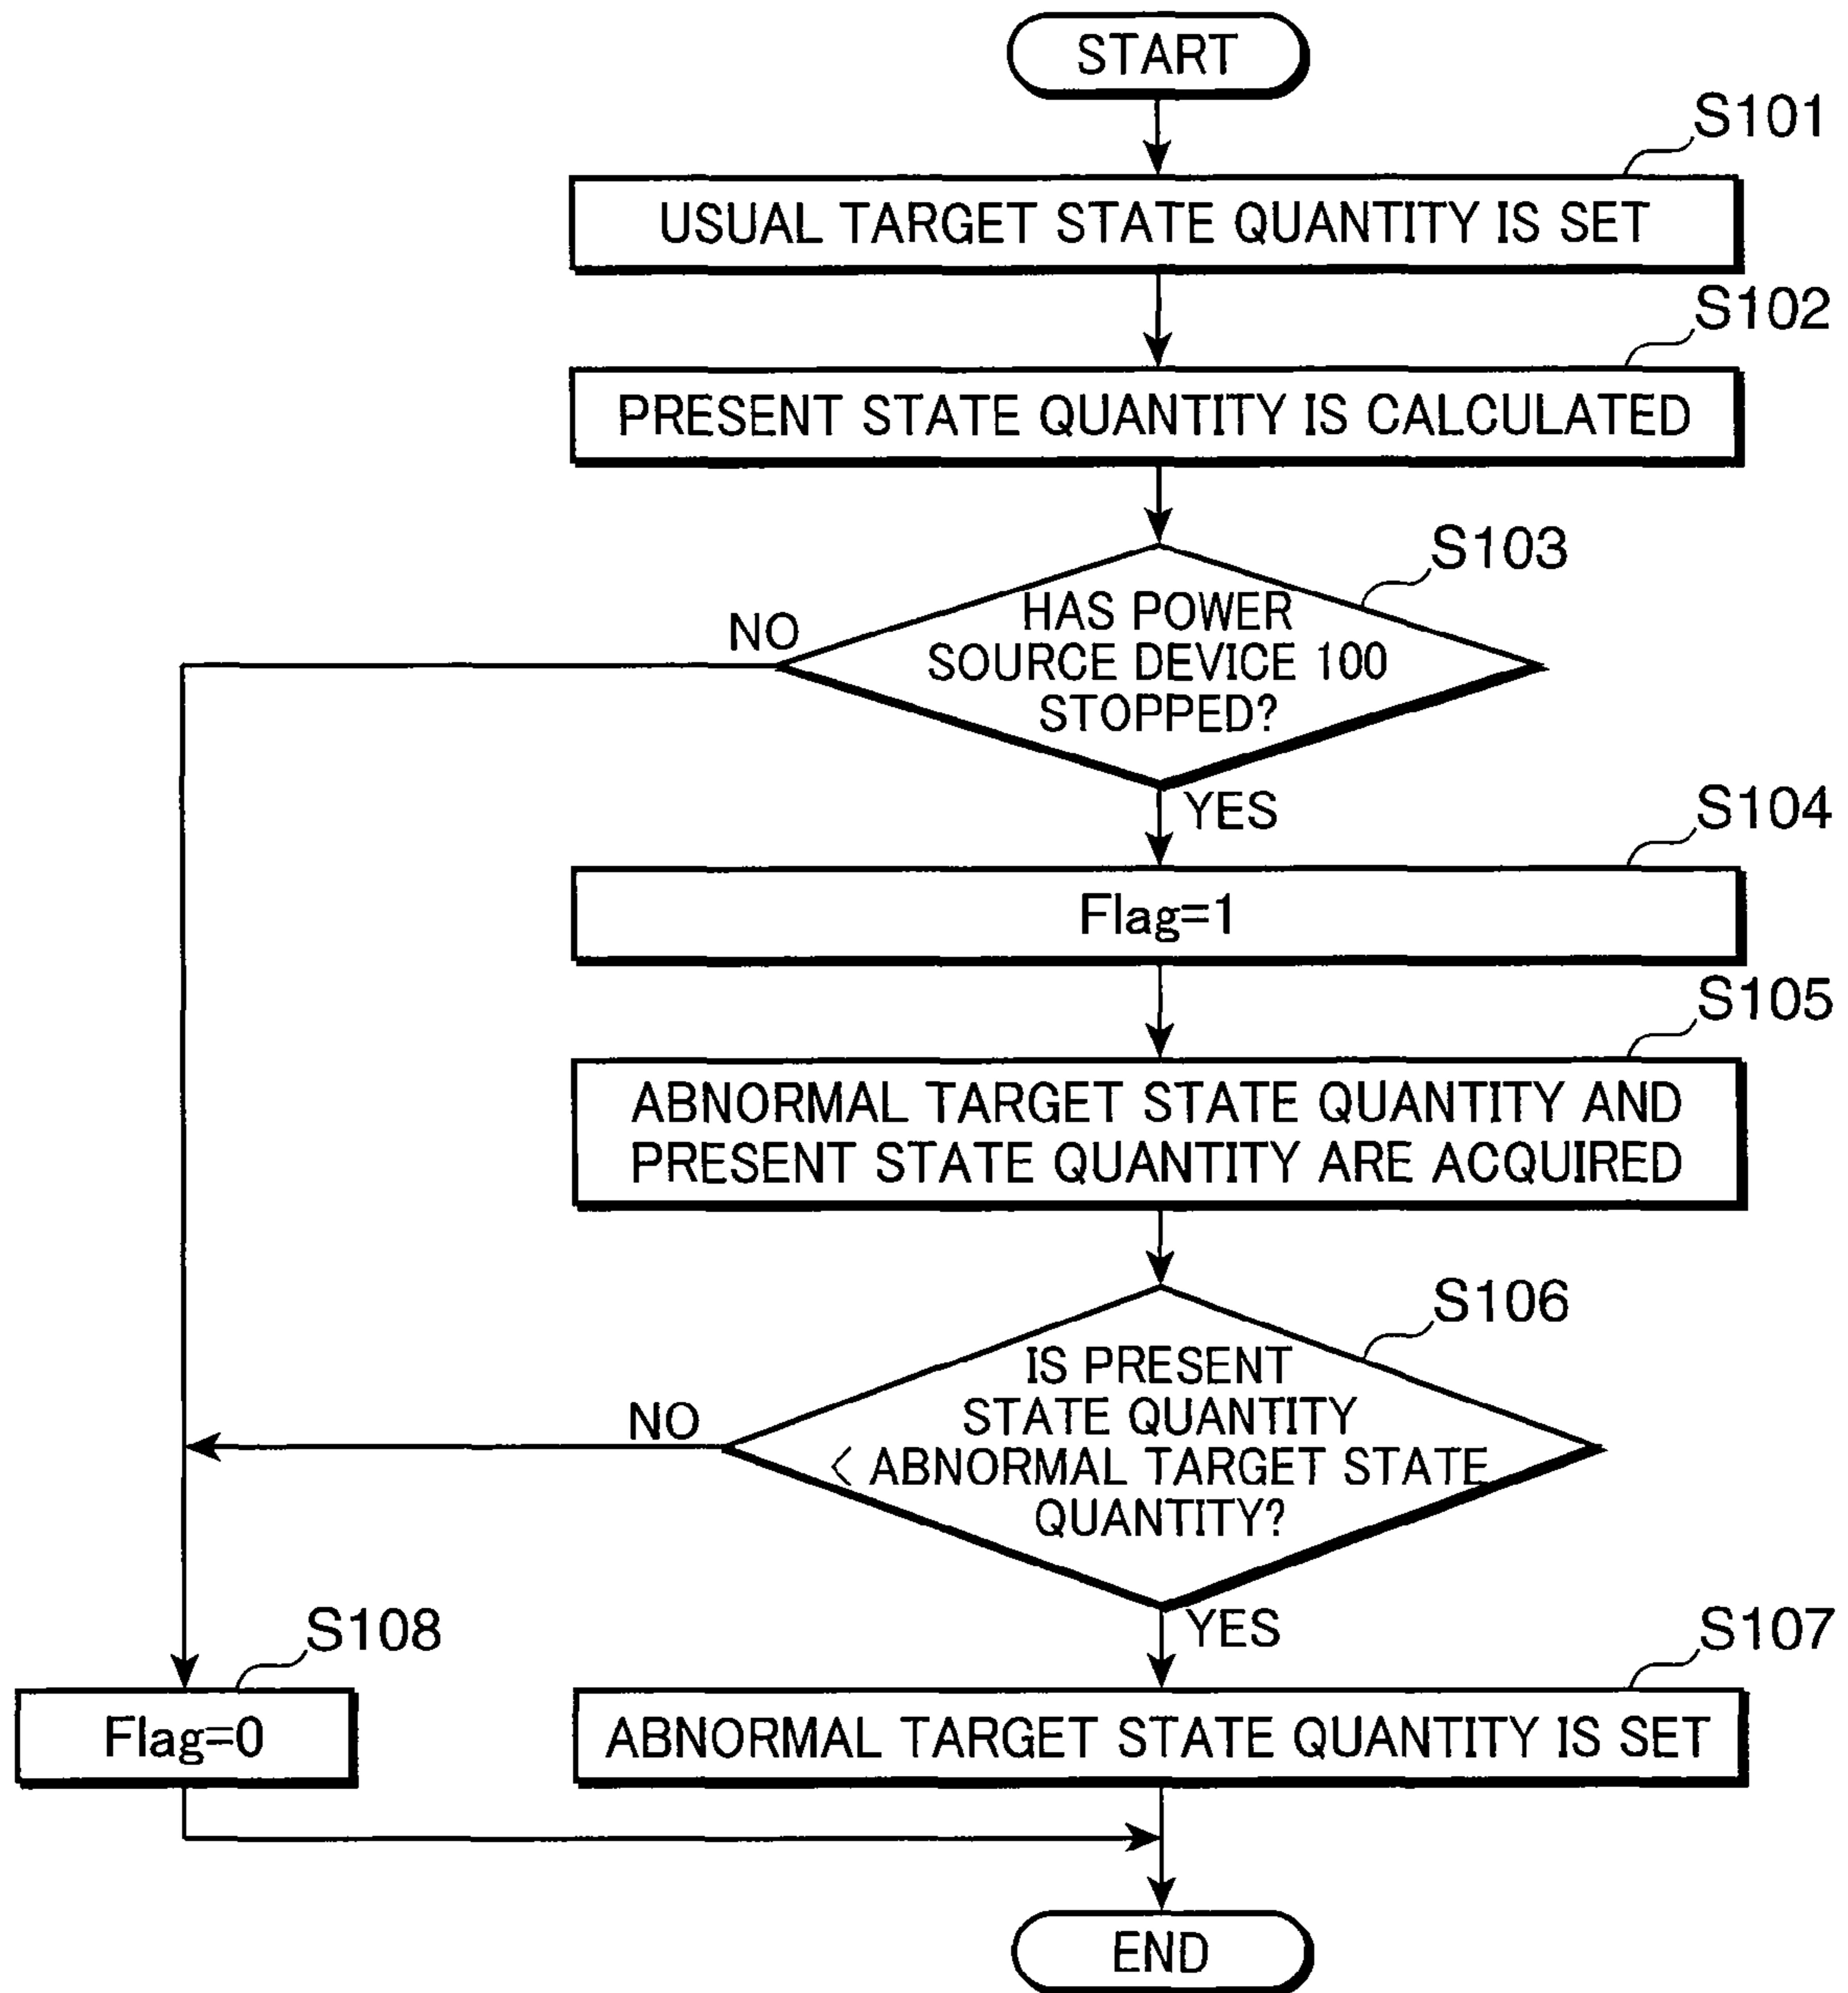 START
S101
USUAL TARGET STATE QUANTITY IS SET
S102
PRESENT STATE QUANTITY IS CALCULATED
S103
HAS POWER
SOURCE DEVICE 100
STOPPED?
NO
YES
S104
Flag=1
S105
ABNORMAL TARGET STATE QUANTITY AND
PRESENT STATE QUANTITY ARE ACQUIRED
S106
IS PRESENT
STATE QUANTITY
< ABNORMAL TARGET STATE
QUANTITY?
NO
YES
S108
Flag=0
S107
ABNORMAL TARGET STATE QUANTITY IS SET
END